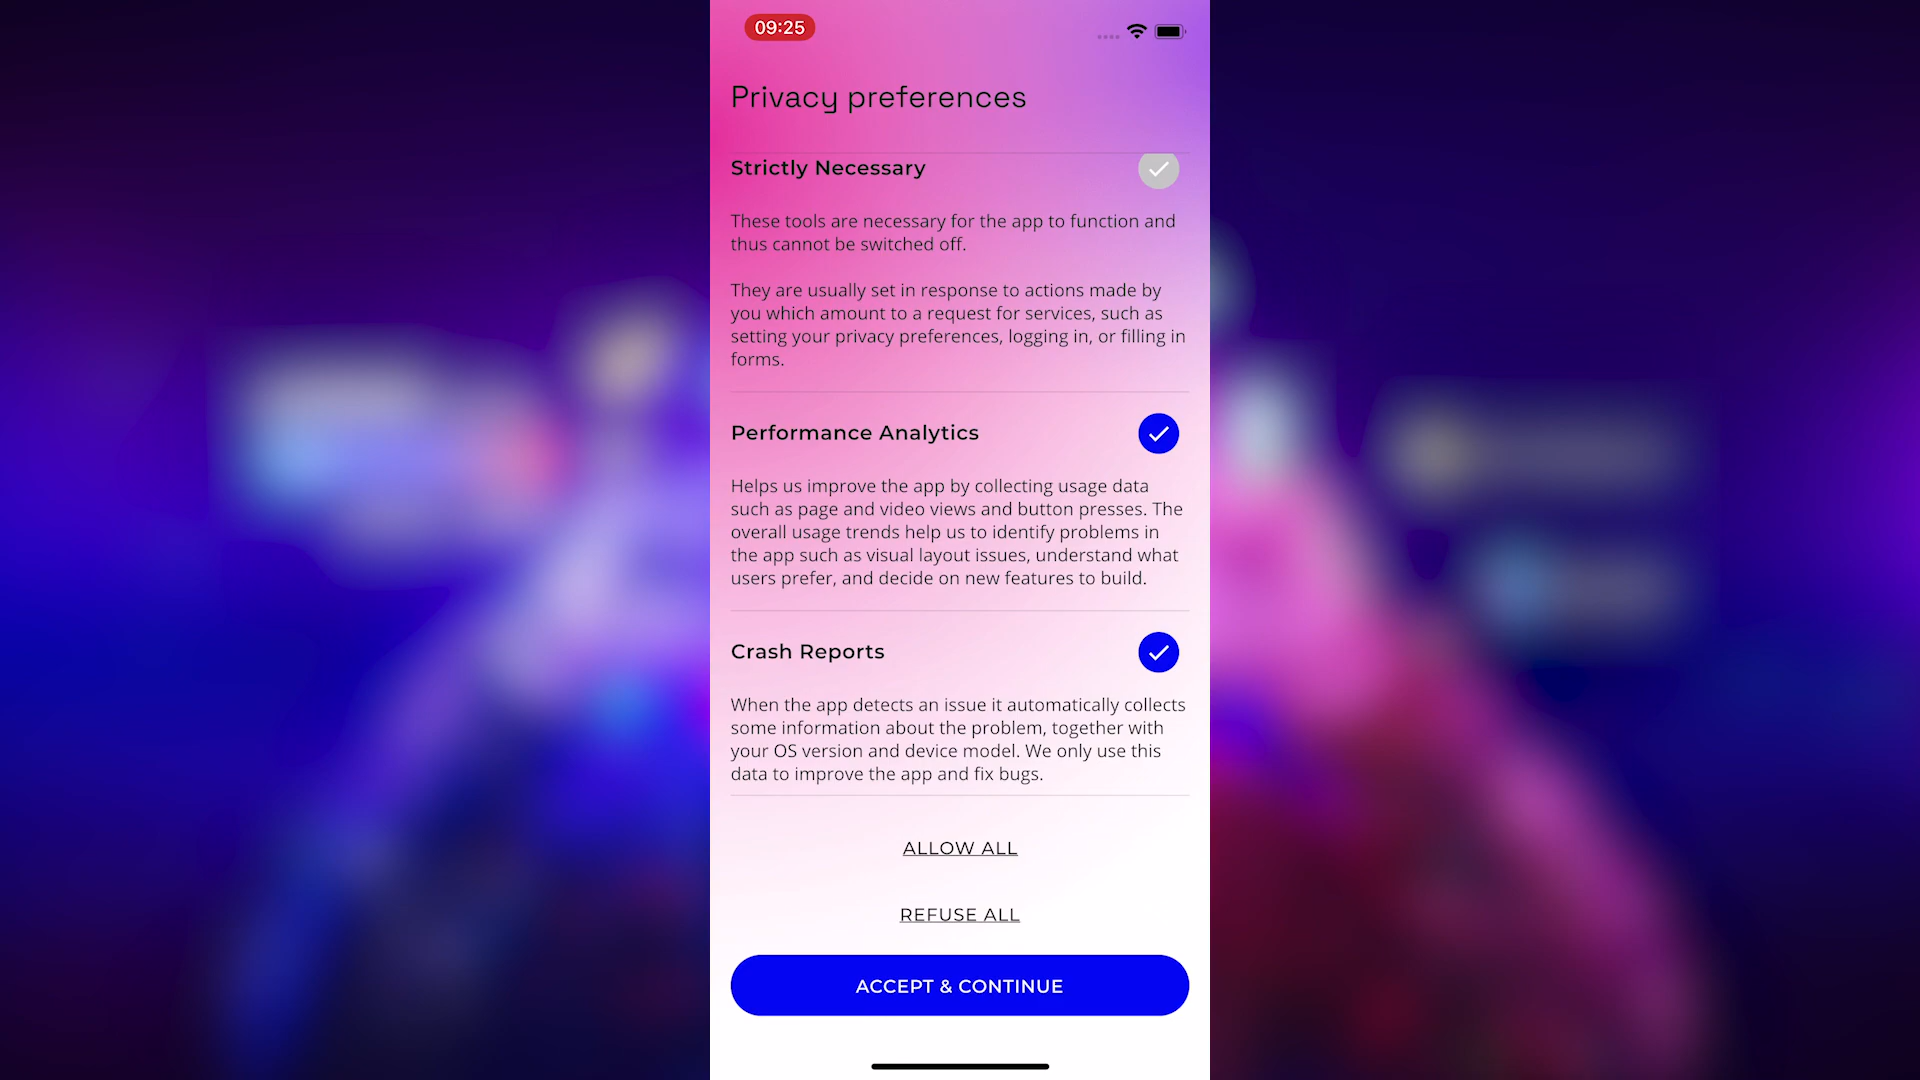 09:25
Privacy preferences
Strictly Necessary
These tools are necessary for the app to function and
thus cannot be switched off.
They are usually set in response to actions made by
you which amount to a request for services, such as
setting your privacy preferences, logging in, or filling in
forms.
Performance Analytics
Helps us improve the app by collecting usage data
such as page and video views and button presses. The
overall usage trends help us to identify problems in
the app such as visual layout issues, understand what
users prefer, and decide on new features to build.
Crash Reports
When the app detects an issue it automatically collects
some information about the problem, together with
your OS version and device model. We only use this
data to improve the app and fix bugs.
ALLOW ALL
REFUSE ALL
ACCEPT & CONTINUE